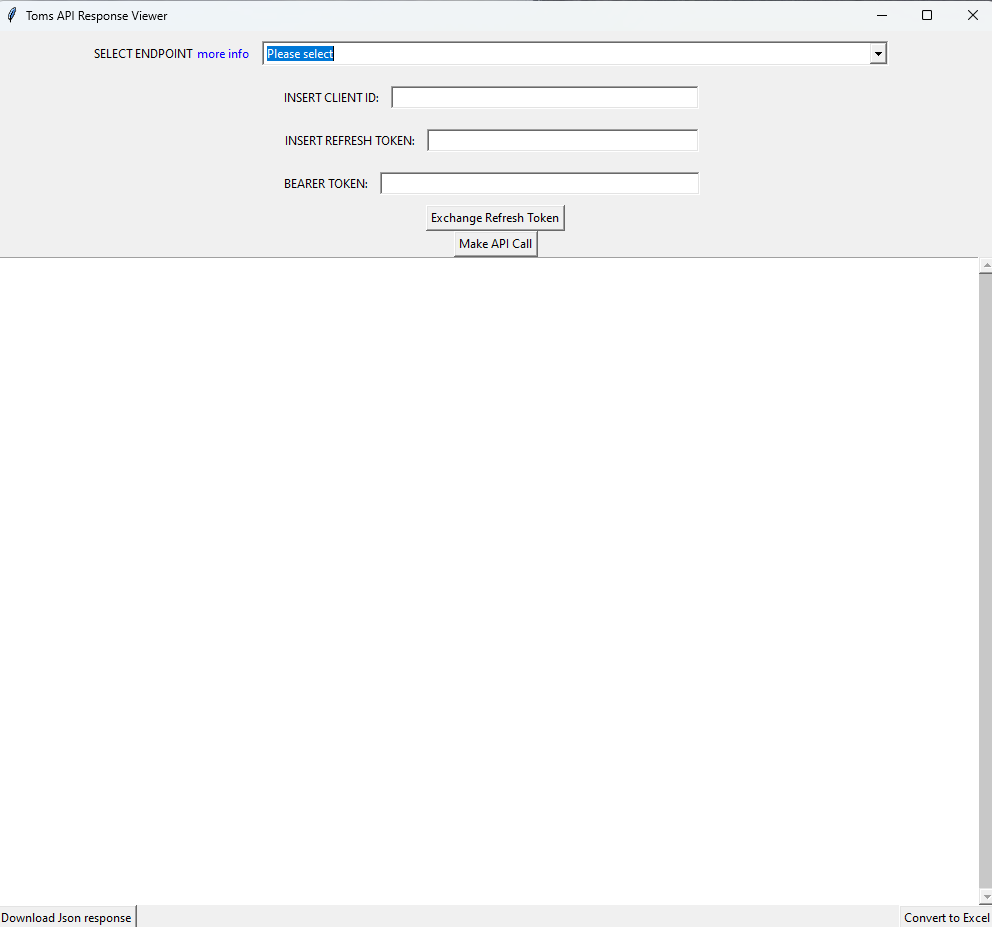 Toms API Response Viewer
SELECT ENDPOINT more info Please select
INSERT CLIENT ID:
INSERT REFRESH TOKEN:
BEARER TOKEN:
Exchange Refresh Token
Make API Call
Download Json response Convert to Excel